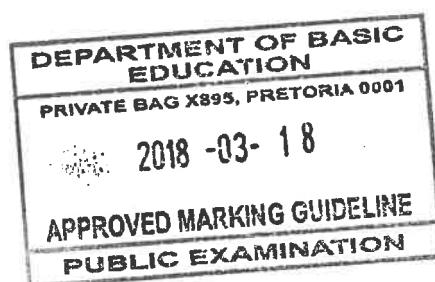 DEPARTMENT OF BASIC
EDUCATION
PRIVATE BAG X895, PRETORIA 0001
2018 -03- 18
APPROVED MARKING GUIDELINE
PUBLIC EXAMINATION